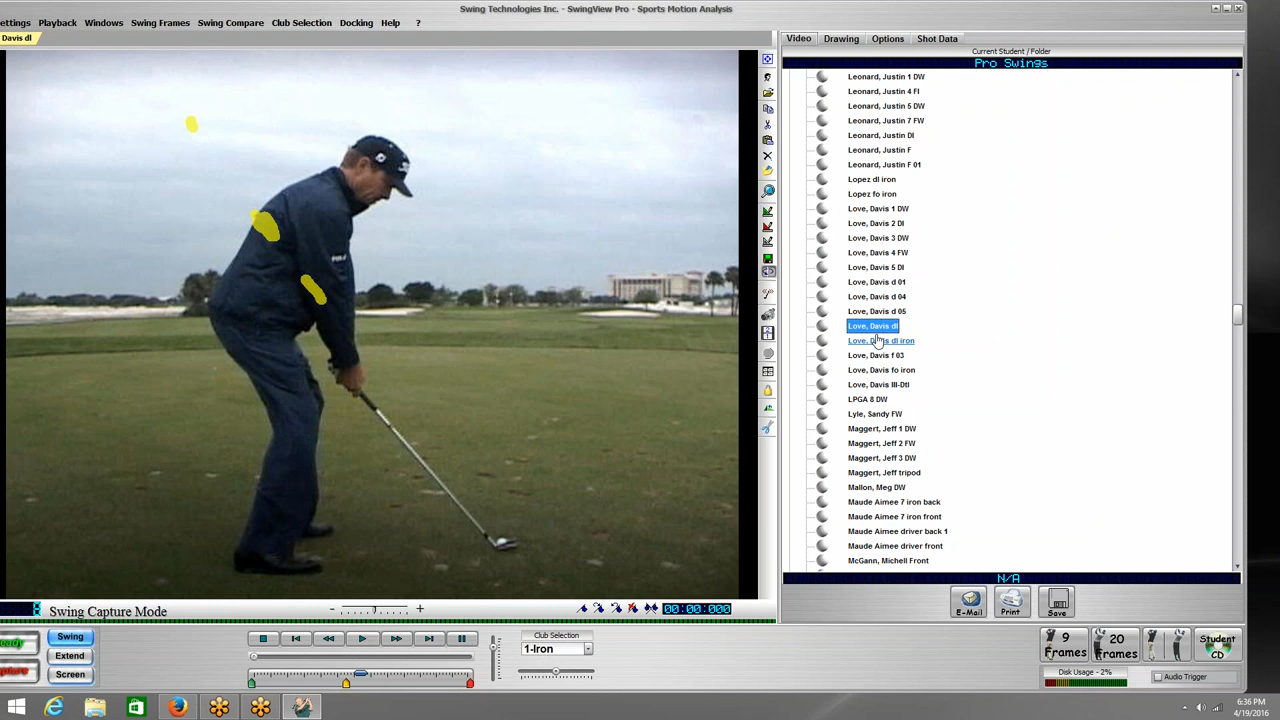 Swing Technologies Inc. - SwingView Pro - Sports Motion Analysis
ettings Playback Windows Swing Frames Swing Compare Club Selection Docking Help ?
Davis dl
Video Drawing Options Shot Data
Current Student / Folder
Pro Swings
Leonard, Justin 1 DW
Leonard, Justin 4 FI
Leonard, Justin 5 DW
Leonard, Justin 7 FW
Leonard, Justin DI
Leonard, Justin F
Leonard, Justin F 01
Lopez dl iron
Lopez fo iron
Love, Davis 1 DW
Love, Davis 2 DI
Love, Davis 3 DW
Love, Davis 4 FW
Love, Davis 5 DI
Love, Davis d 01
Love, Davis d 04
Love, Davis d 05
Love, Davis dl
Love, Davis dl iron
Love, Davis f 03
Love, Davis fo iron
Love, Davis III-Dtl
LPGA 8 DW
Lyle, Sandy FW
Maggert, Jeff 1 DW
Maggert, Jeff 2 FW
Maggert, Jeff 3 DW
Maggert, Jeff tripod
Mallon, Meg DW
Maude Aimee 7 iron back
Maude Aimee 7 iron front
Maude Aimee driver back 1
Maude Aimee driver front
McGann, Michell Front
N/A
E-Mail Print Save
Swing Capture Mode
- +
00:00:000
Swing
Extend
Screen
Club Selection
1-Iron
9 Frames
20 Frames
Student CD
Disk Usage - 2%
Audio Trigger
6:36 PM
4/19/2016